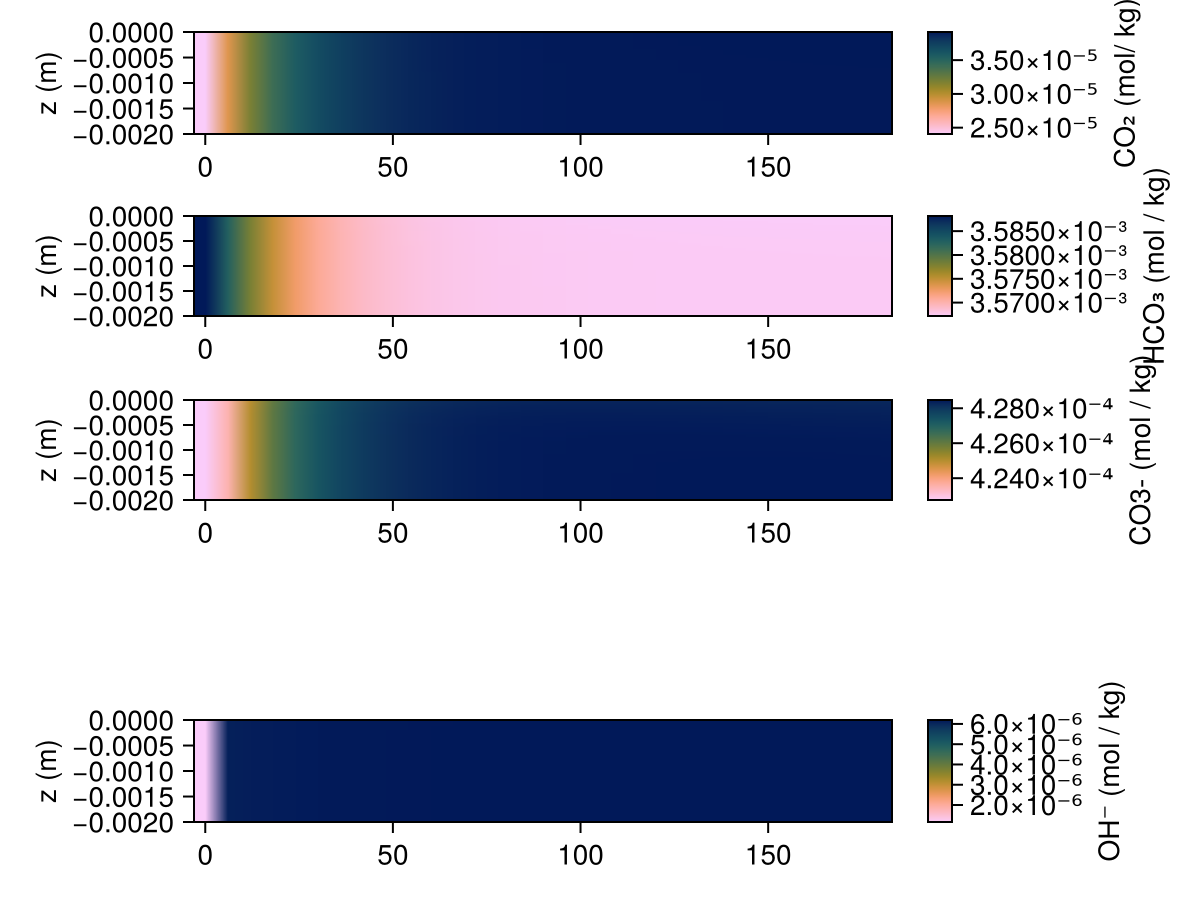 0.0000
−0.0005
−0.0010
−0.0015
−0.0020
z (m)
0 50 100 150
3.50×10⁻⁵
3.00×10⁻⁵
2.50×10⁻⁵
CO₂ (mol/ kg)
0.0000
−0.0005
−0.0010
−0.0015
−0.0020
z (m)
0 50 100 150
3.5850×10⁻³
3.5800×10⁻³
3.5750×10⁻³
3.5700×10⁻³
HCO₃ (mol / kg)
0.0000
−0.0005
−0.0010
−0.0015
−0.0020
z (m)
0 50 100 150
4.280×10⁻⁴
4.260×10⁻⁴
4.240×10⁻⁴
CO3- (mol / kg)
0.0000
−0.0005
−0.0010
−0.0015
−0.0020
z (m)
0 50 100 150
6.0×10⁻⁶
5.0×10⁻⁶
4.0×10⁻⁶
3.0×10⁻⁶
2.0×10⁻⁶
OH⁻ (mol / kg)